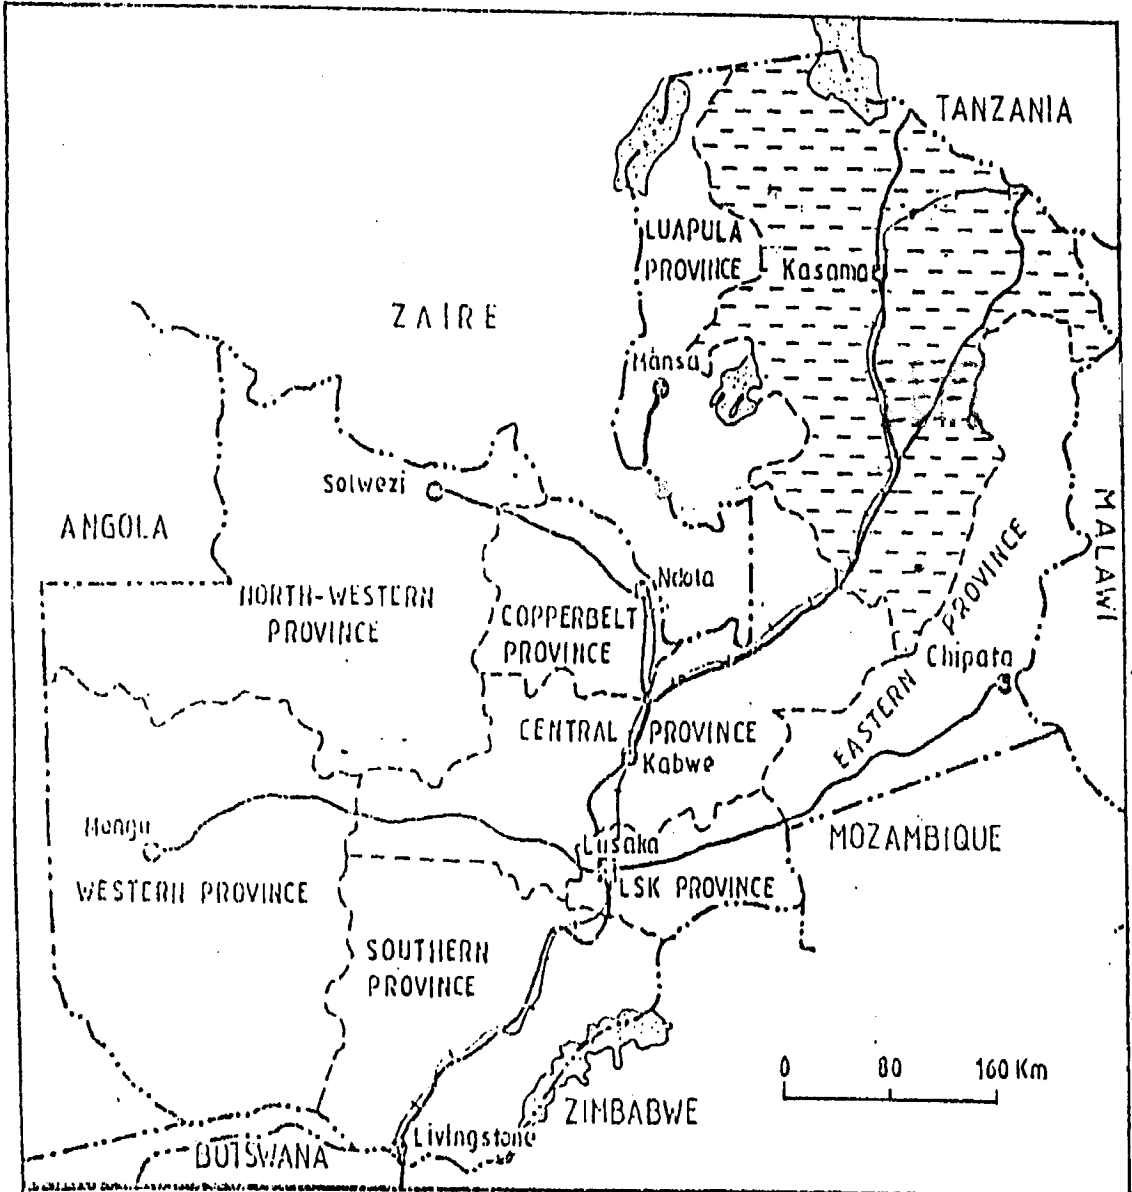 TANZANIA
LUAPULA
PROVINCE
Kasama
ZAIRE
Mansa
Solwezi
ANGOLA
MALAWI
NORTH-WESTERN
PROVINCE
Ndola
COPPERBELT
PROVINCE
EASTERN PROVINCE
Chipata
CENTRAL PROVINCE
Kabwe
Mongu
Lusaka
MOZAMBIQUE
WESTERN PROVINCE
LSK PROVINCE
SOUTHERN
PROVINCE
0 80 160 Km
ZIMBABWE
Livingstone
BOTSWANA